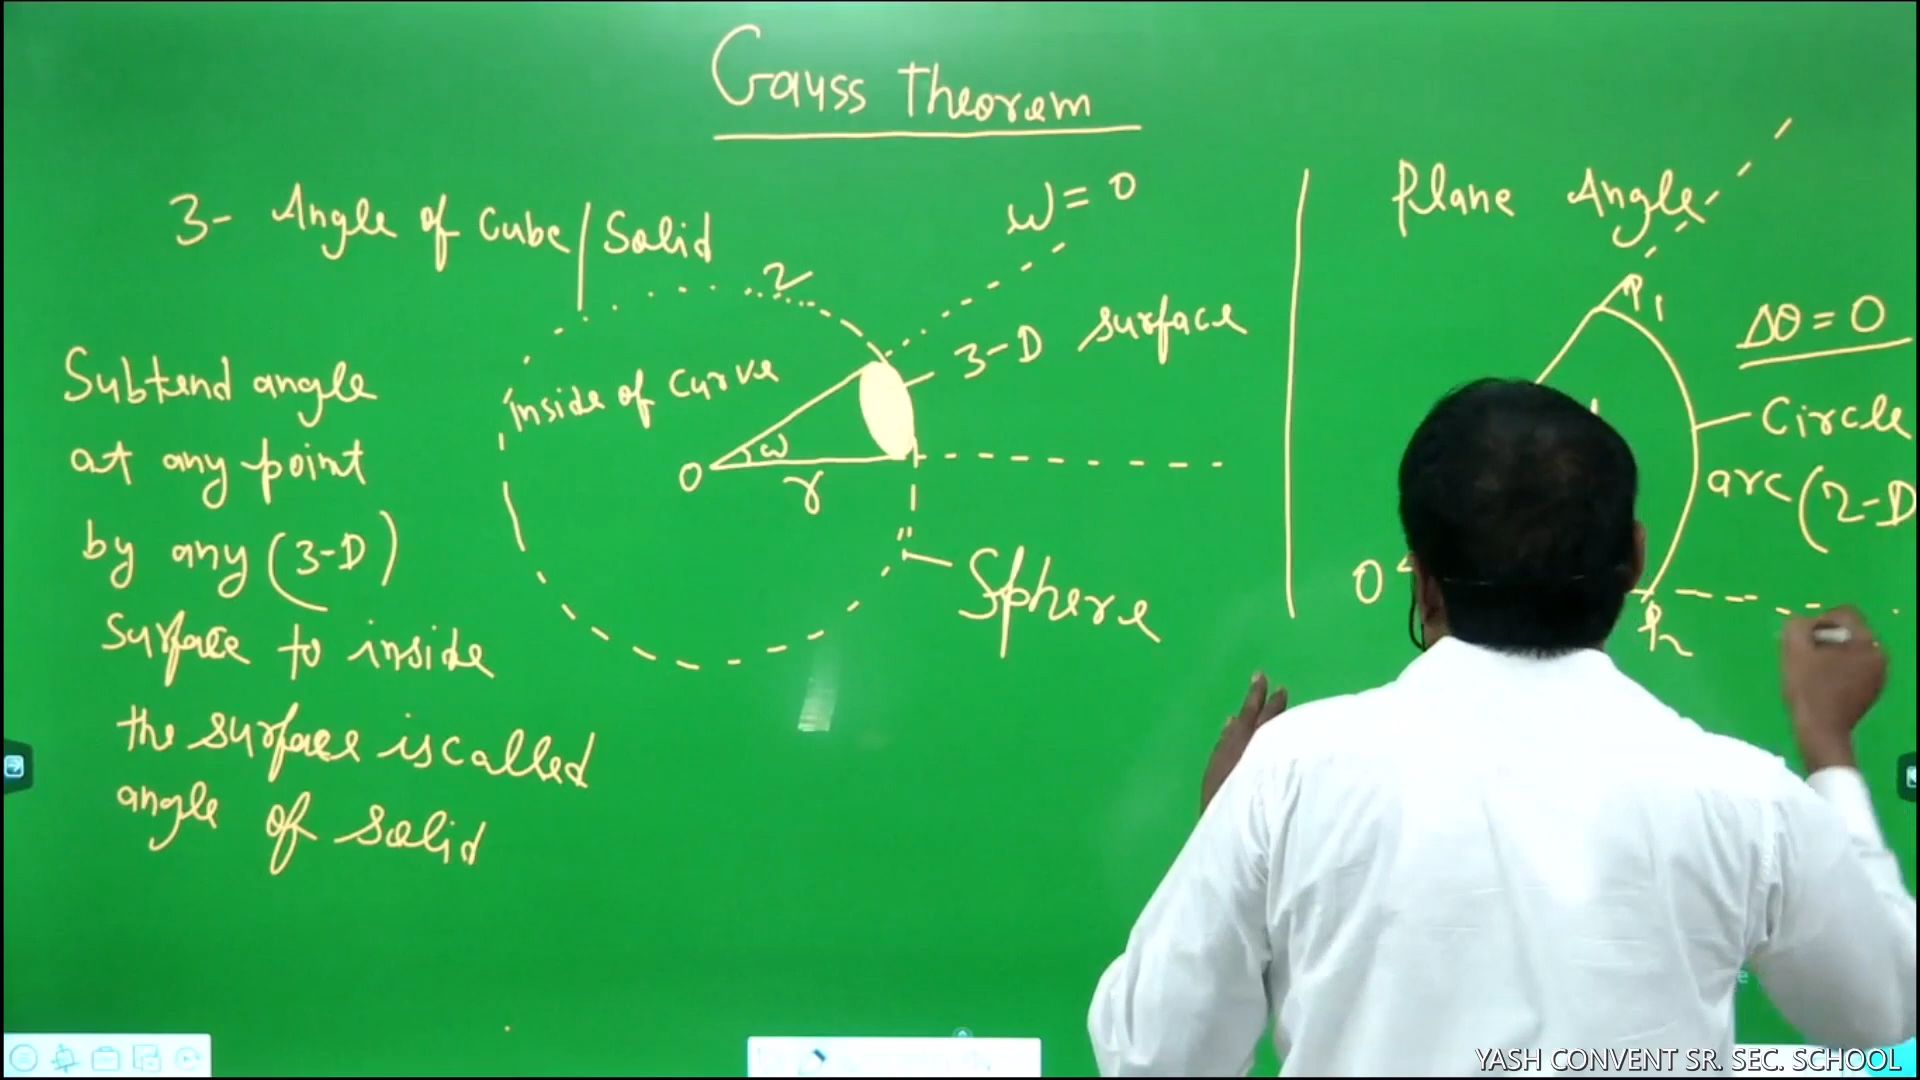 Gauss Theorem
3- Angle of Cube/Solid
Subtend angle
at any point
by any (3-D)
Surface to inside
the surface is called
angle of solid
2
inside of Curve
ω = 0
3-D surface
O
ω
r
Sphere
Plane Angle
P1
Δθ = 0
Circle
arc (2-D
O
P2
YASH CONVENT SR. SEC. SCHOOL